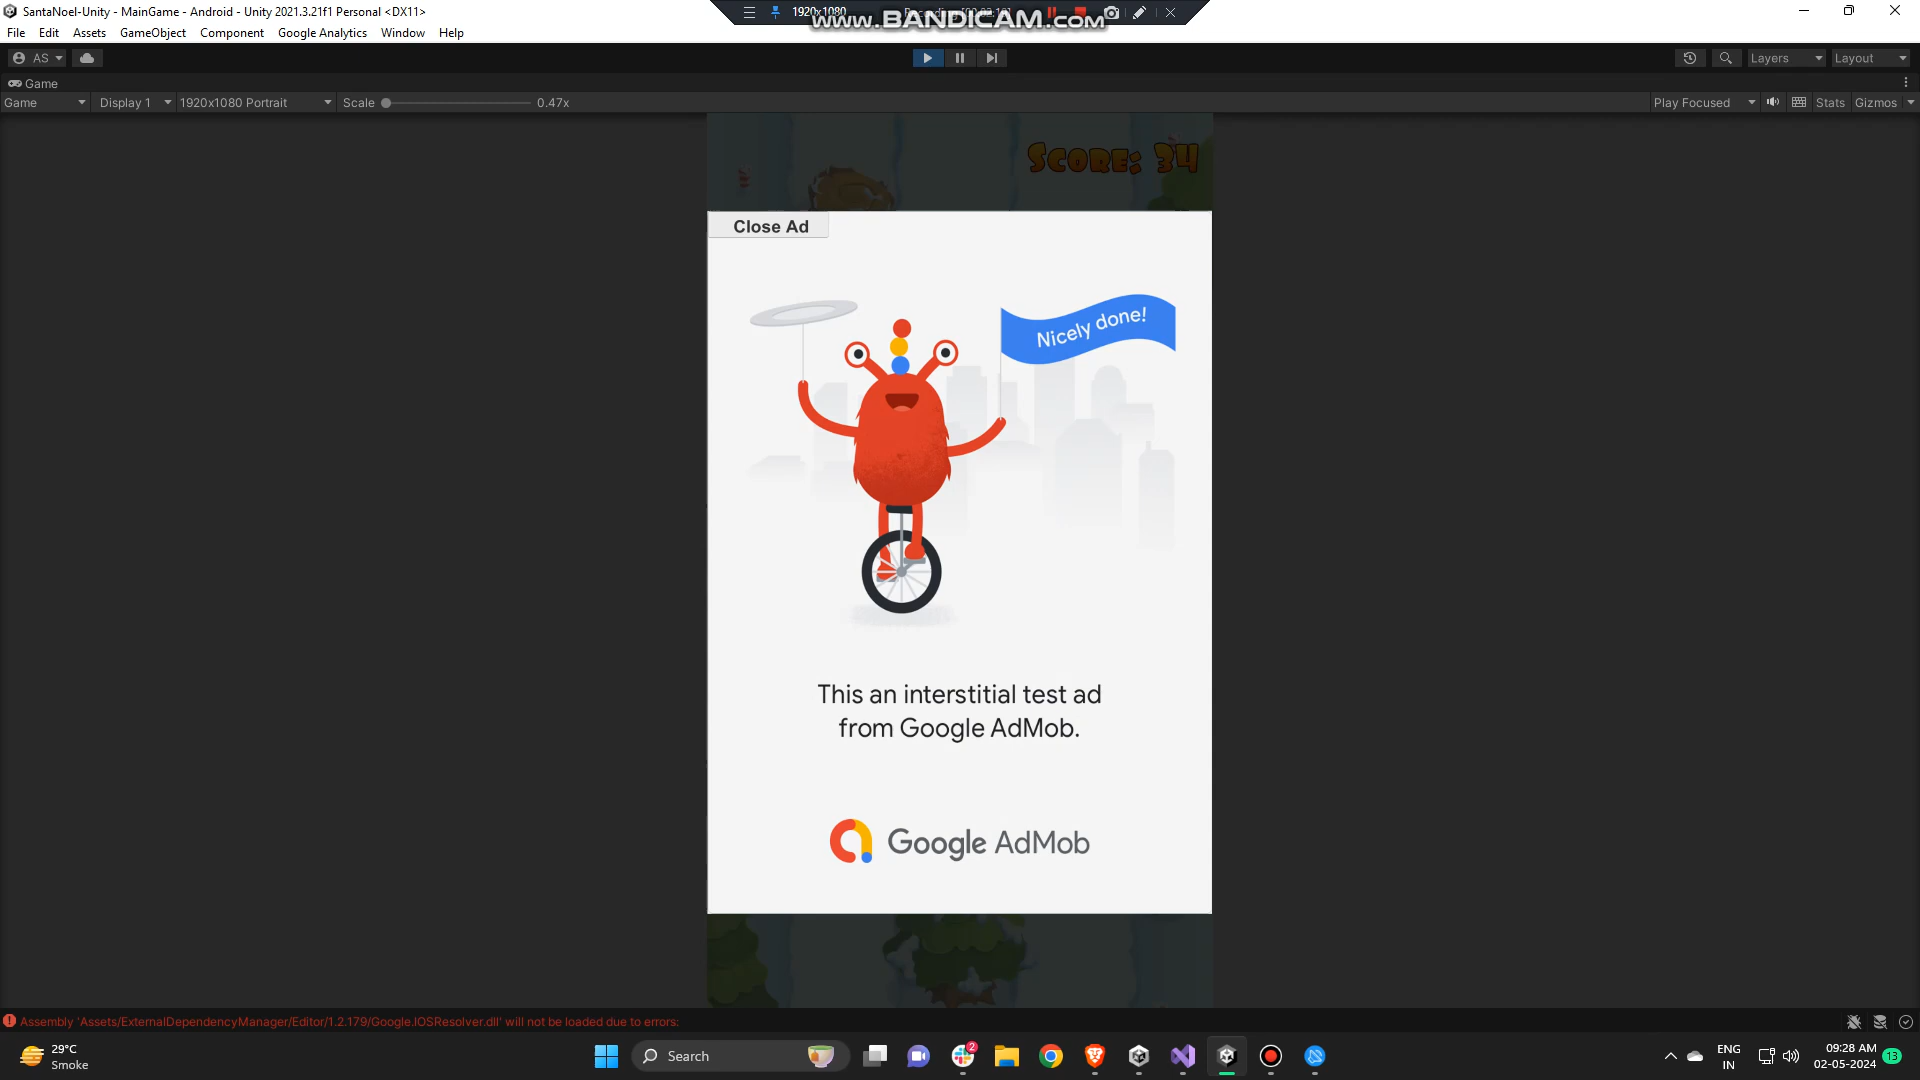 SantaNoel-Unity - MainGame - Android - Unity 2021.3.21f1 Personal <DX11>
1920x1080
www.BANDICAM.com
File Edit Assets GameObject Component Google Analytics Window Help
AS
Layers
Layout
Game
Game
Display 1
1920x1080 Portrait
Scale
0.47x
Play Focused
Stats
Gizmos
Score: 34
Close Ad
Nicely done!
This an interstitial test ad
from Google AdMob.
Google AdMob
Assembly 'Assets/ExternalDependencyManager/Editor/1.2.179/Google.IOSResolver.dll' will not be loaded due to errors:
29°C
Smoke
Search
2
ENG
IN
09:28 AM
02-05-2024
13